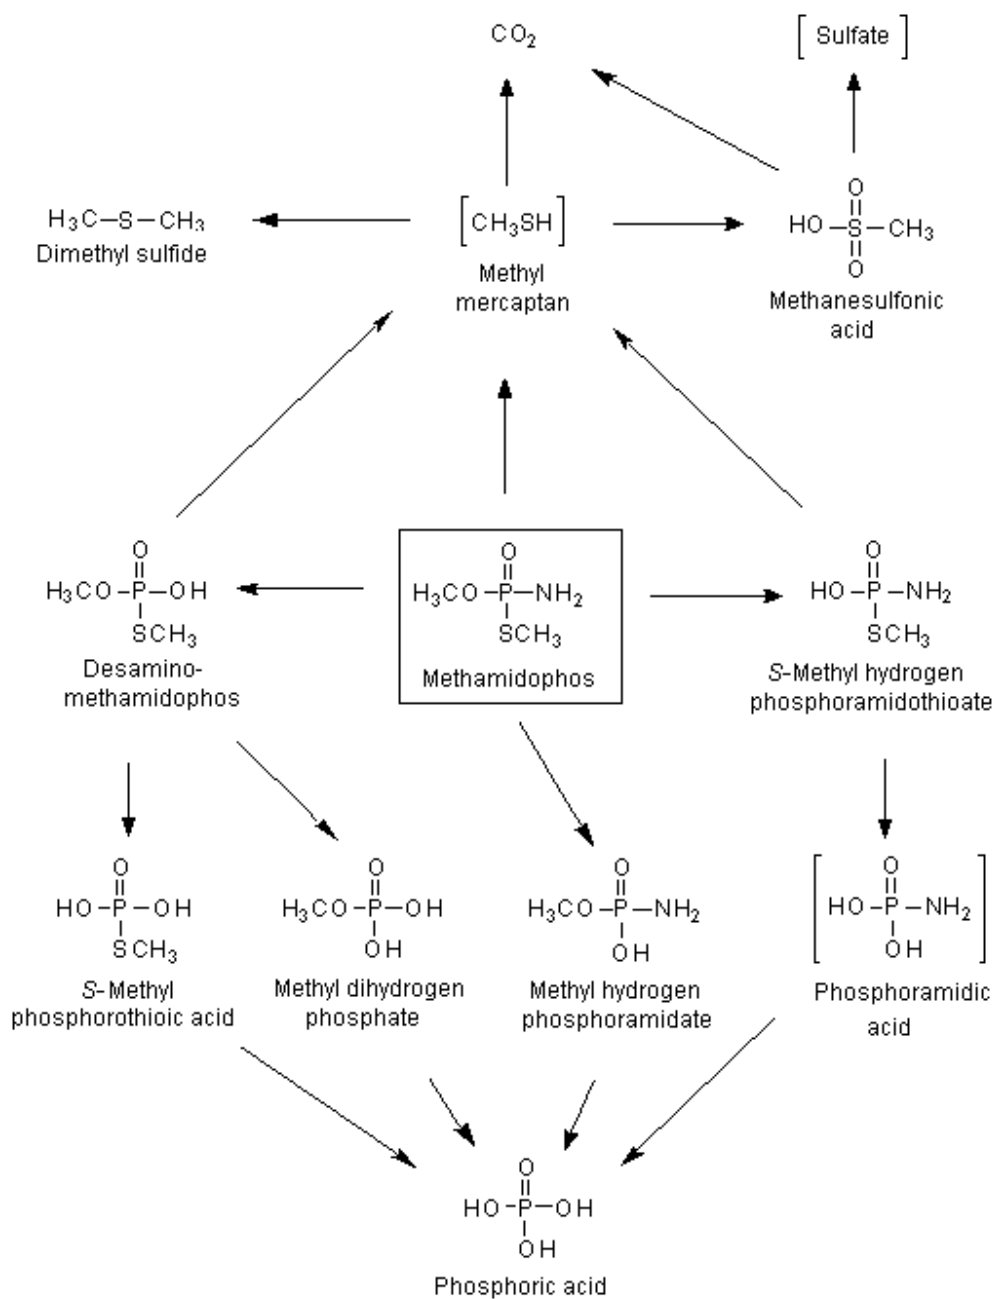 CO₂
[ Sulfate ]
O
H₃C—S—CH₃
[CH₃SH]
HO—S—CH₃
O
Dimethyl sulfide
Methyl
mercaptan
Methanesulfonic
acid
O
H₃CO—P—OH
SCH₃
Desamino-
methamidophos
O
H₃CO—P—NH₂
SCH₃
Methamidophos
O
HO—P—NH₂
SCH₃
S-Methyl hydrogen
phosphoramidothioate
O
HO—P—OH
SCH₃
S-Methyl
phosphorothioic acid
O
H₃CO—P—OH
OH
Methyl dihydrogen
phosphate
O
H₃CO—P—NH₂
OH
Methyl hydrogen
phosphoramidate
O
HO—P—NH₂
OH
Phosphoramidic
acid
O
HO—P—OH
OH
Phosphoric acid